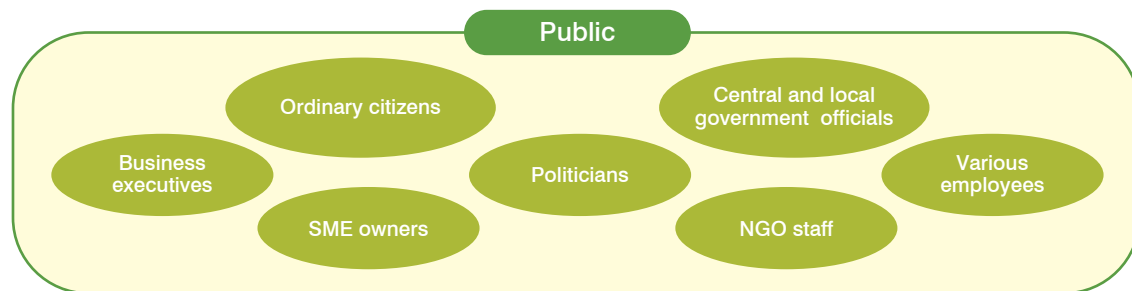 Public
Ordinary citizens
Central and local
government officials
Business
executives
Politicians
Various
employees
SME owners
NGO staff